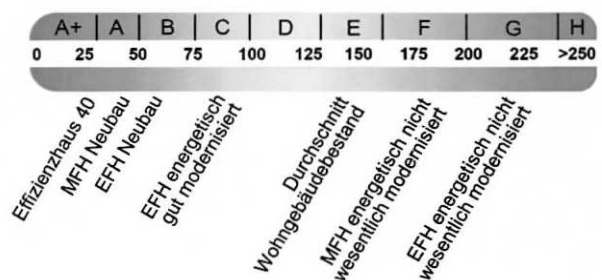 A+ A B C D E F G H
0 25 50 75 100 125 150 175 200 225 >250
Effizienzhaus 40
MFH Neubau
EFH Neubau
EFH energetisch
gut modernisiert
Durchschnitt
Wohngebäudebestand
MFH energetisch nicht
wesentlich modernisiert
EFH energetisch nicht
wesentlich modernisiert